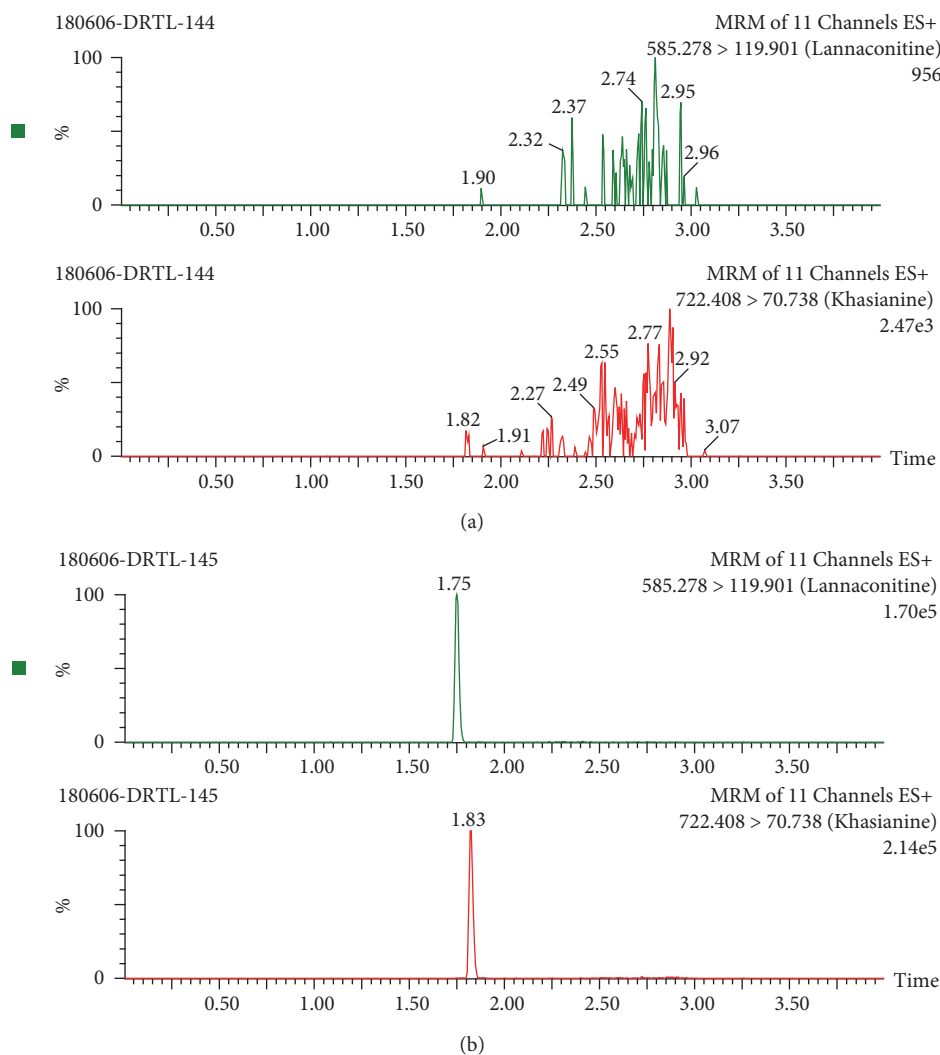 180606-DRTL-144
MRM of 11 Channels ES+
585.278 > 119.901 (Lannaconitine)
956
100
%
0
1.90
2.32
2.37
2.74
2.95
2.96
0.50 1.00 1.50 2.00 2.50 3.00 3.50
180606-DRTL-144
MRM of 11 Channels ES+
722.408 > 70.738 (Khasianine)
2.47e3
100
%
0
1.82
1.91
2.27
2.49
2.55
2.77
2.92
3.07
Time
0.50 1.00 1.50 2.00 2.50 3.00 3.50
(a)
180606-DRTL-145
MRM of 11 Channels ES+
585.278 > 119.901 (Lannaconitine)
1.70e5
100
%
0
1.75
0.50 1.00 1.50 2.00 2.50 3.00 3.50
180606-DRTL-145
MRM of 11 Channels ES+
722.408 > 70.738 (Khasianine)
2.14e5
100
%
0
1.83
Time
0.50 1.00 1.50 2.00 2.50 3.00 3.50
(b)